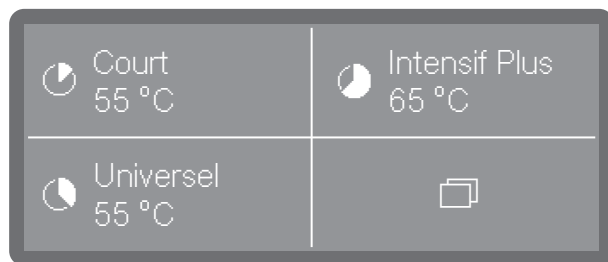 Court
55 °C
Intensif Plus
65 °C
Universel
55 °C